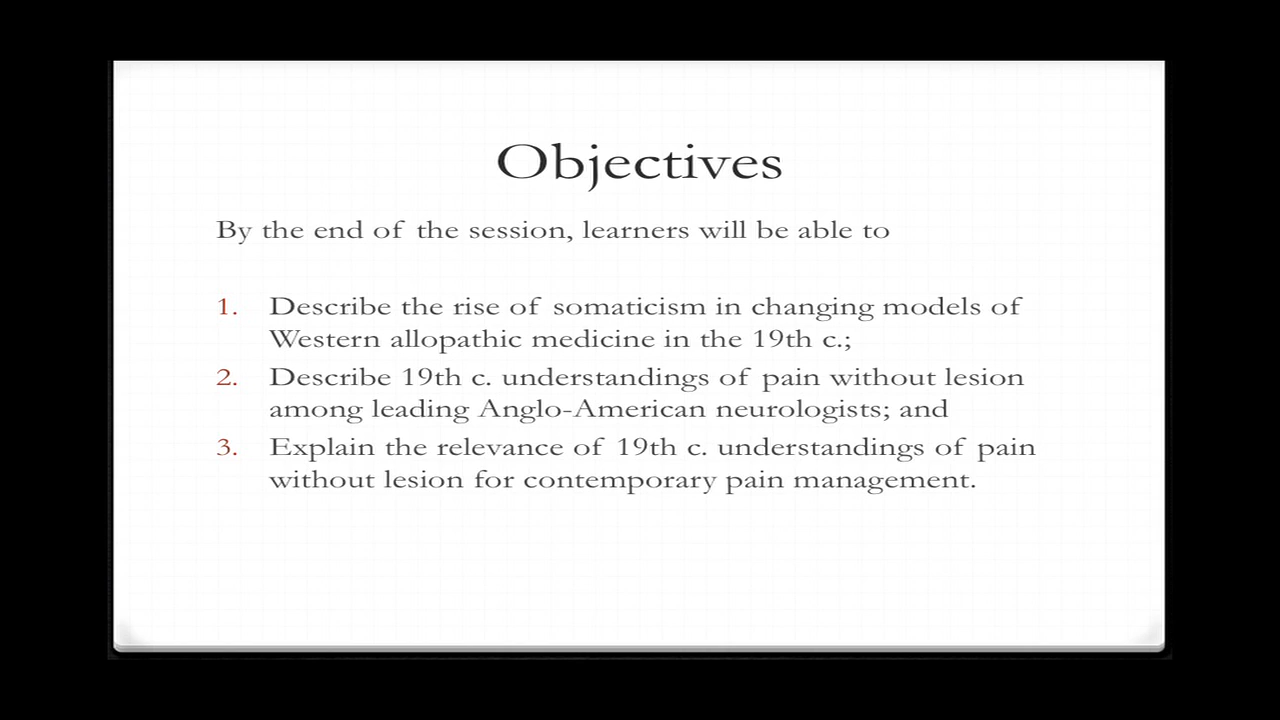 Objectives
By the end of the session, learners will be able to
1. Describe the rise of somaticism in changing models of
Western allopathic medicine in the 19th c.;
2. Describe 19th c. understandings of pain without lesion
among leading Anglo-American neurologists; and
3. Explain the relevance of 19th c. understandings of pain
without lesion for contemporary pain management.